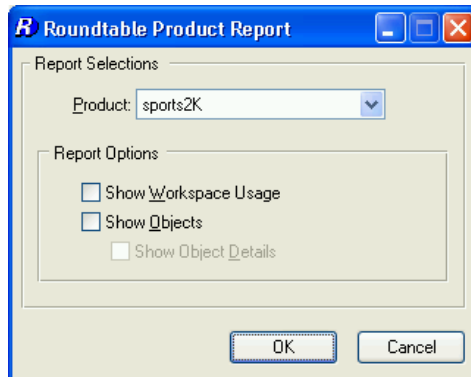 Roundtable Product Report
Report Selections
Product: sports2K
Report Options
Show Workspace Usage
Show Objects
Show Object Details
OK Cancel